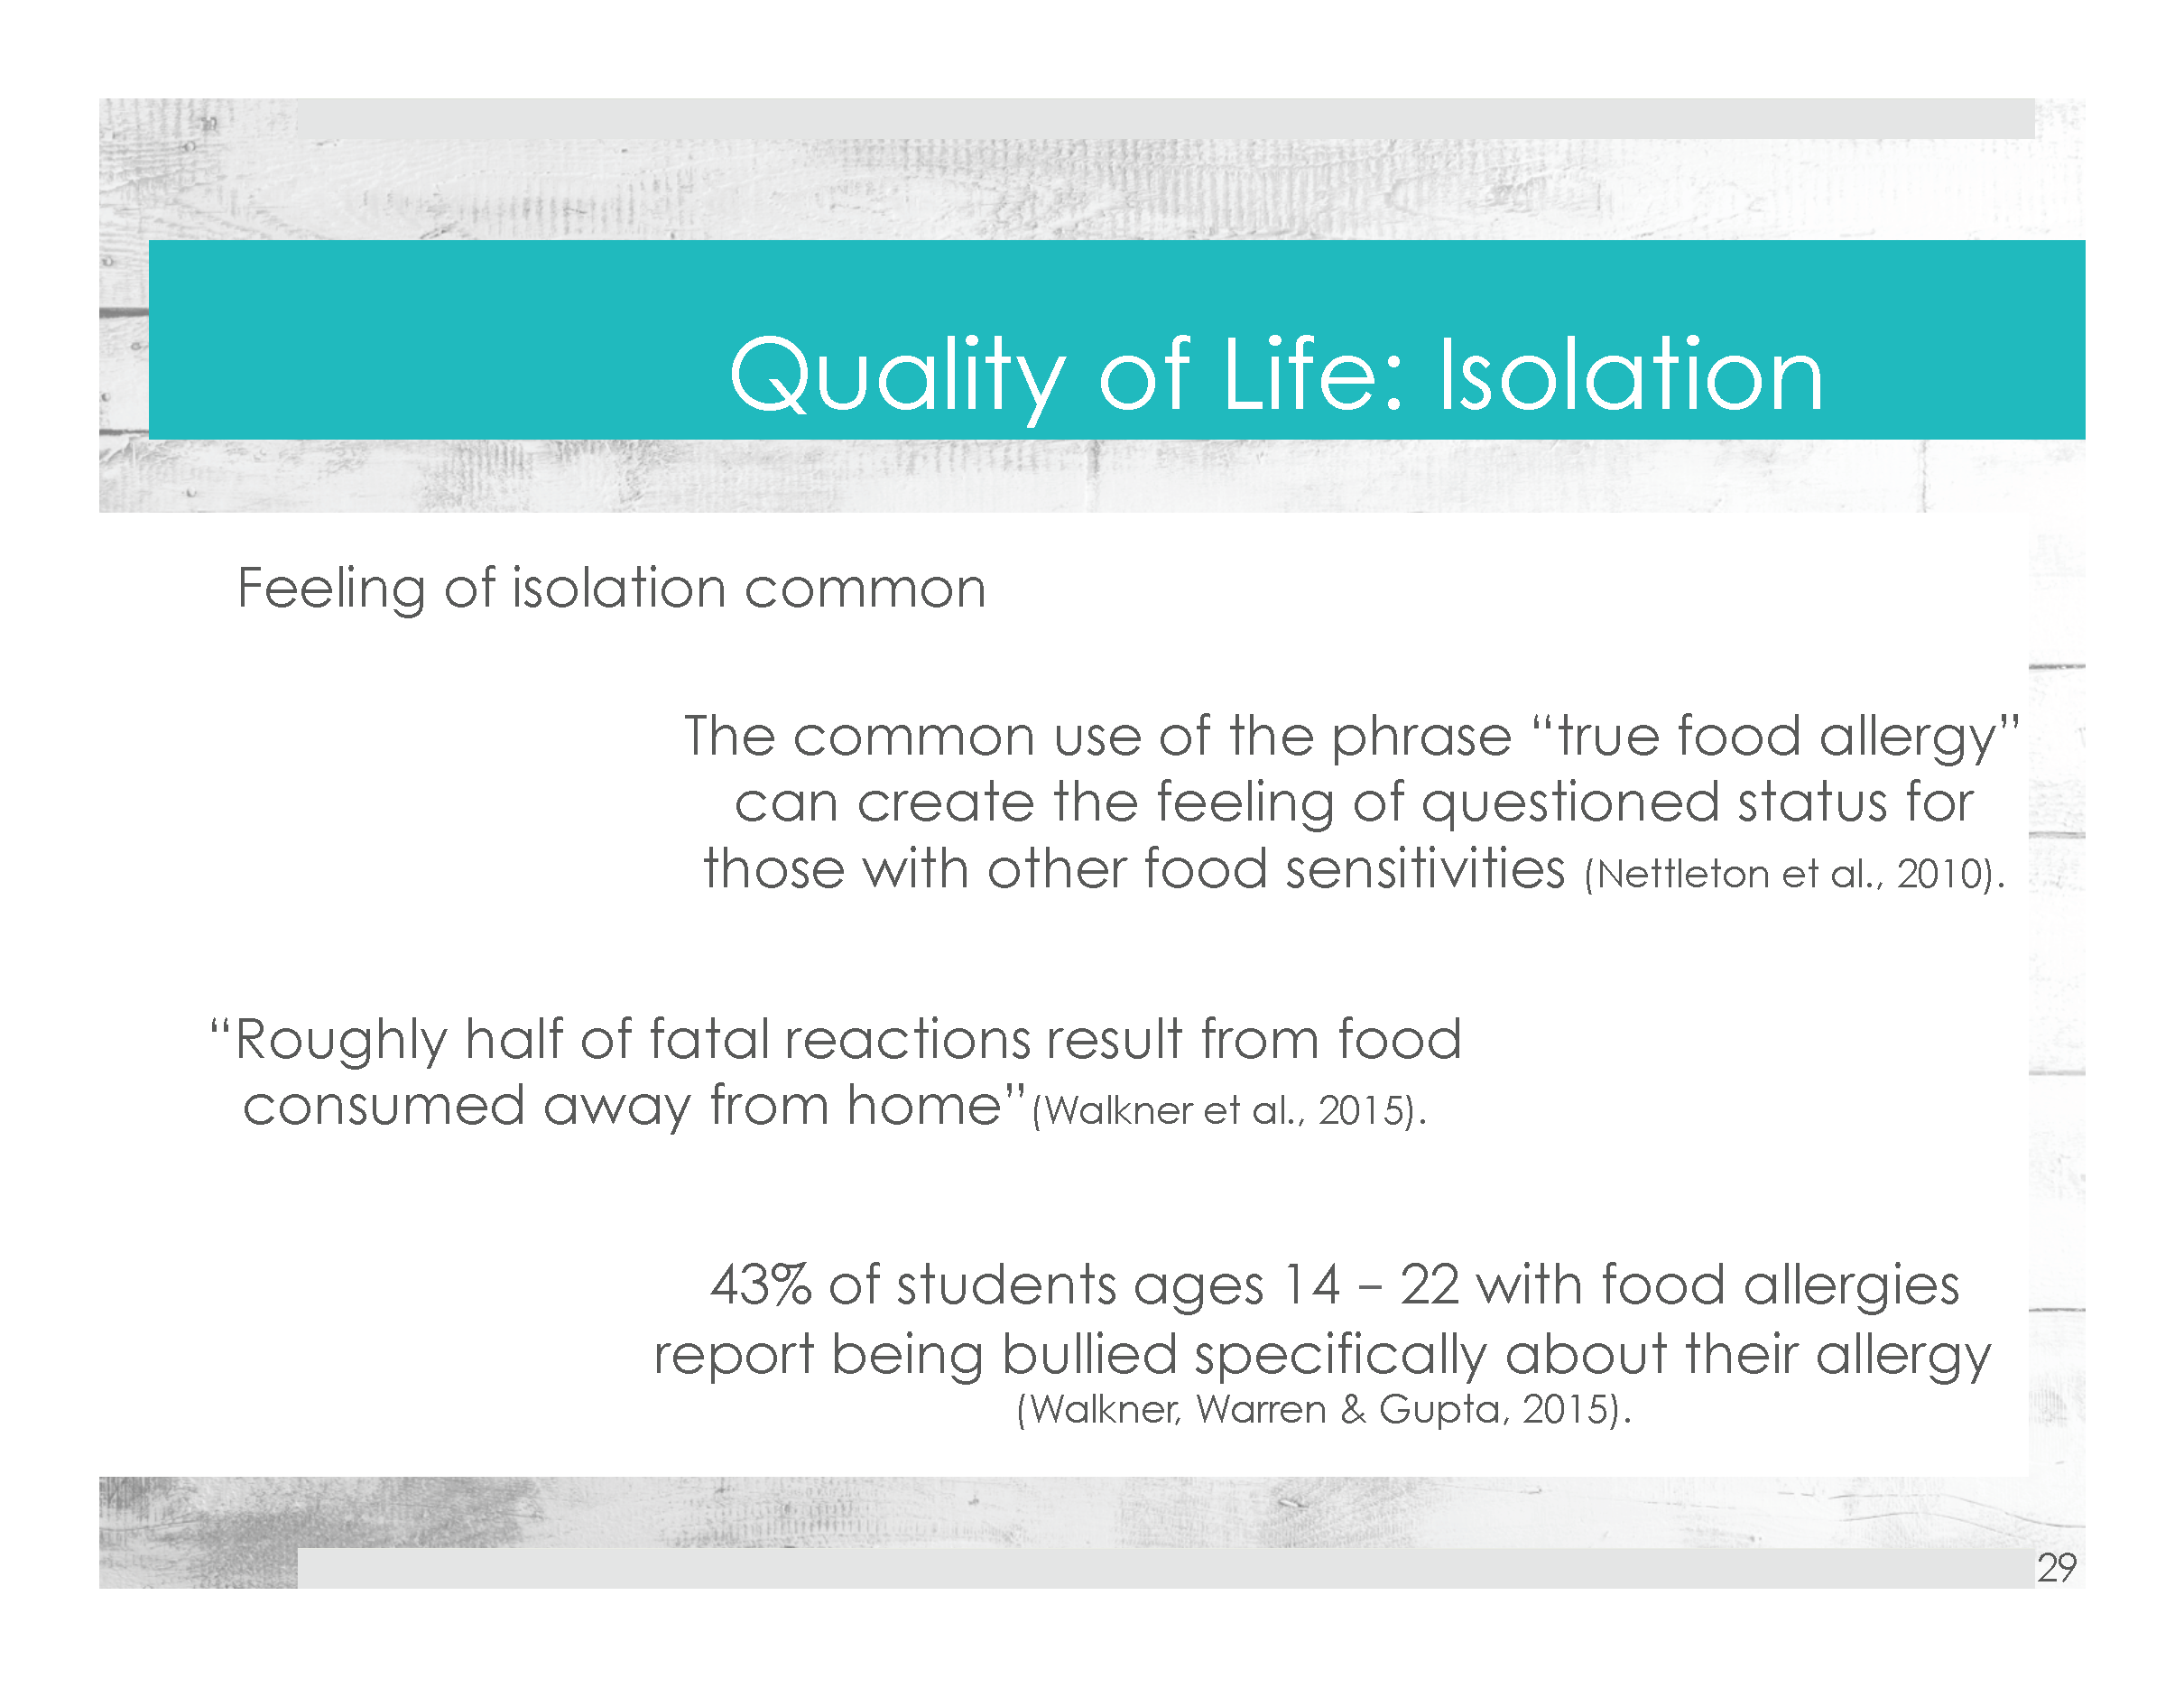 Quality of Life: Isolation
Feeling of isolation common
The common use of the phrase “true food allergy”
can create the feeling of questioned status for
those with other food sensitivities (Nettleton et al., 2010).
“Roughly half of fatal reactions result from food
consumed away from home”(Walkner et al., 2015).
43% of students ages 14 – 22 with food allergies
report being bullied specifically about their allergy
(Walkner, Warren & Gupta, 2015).
29